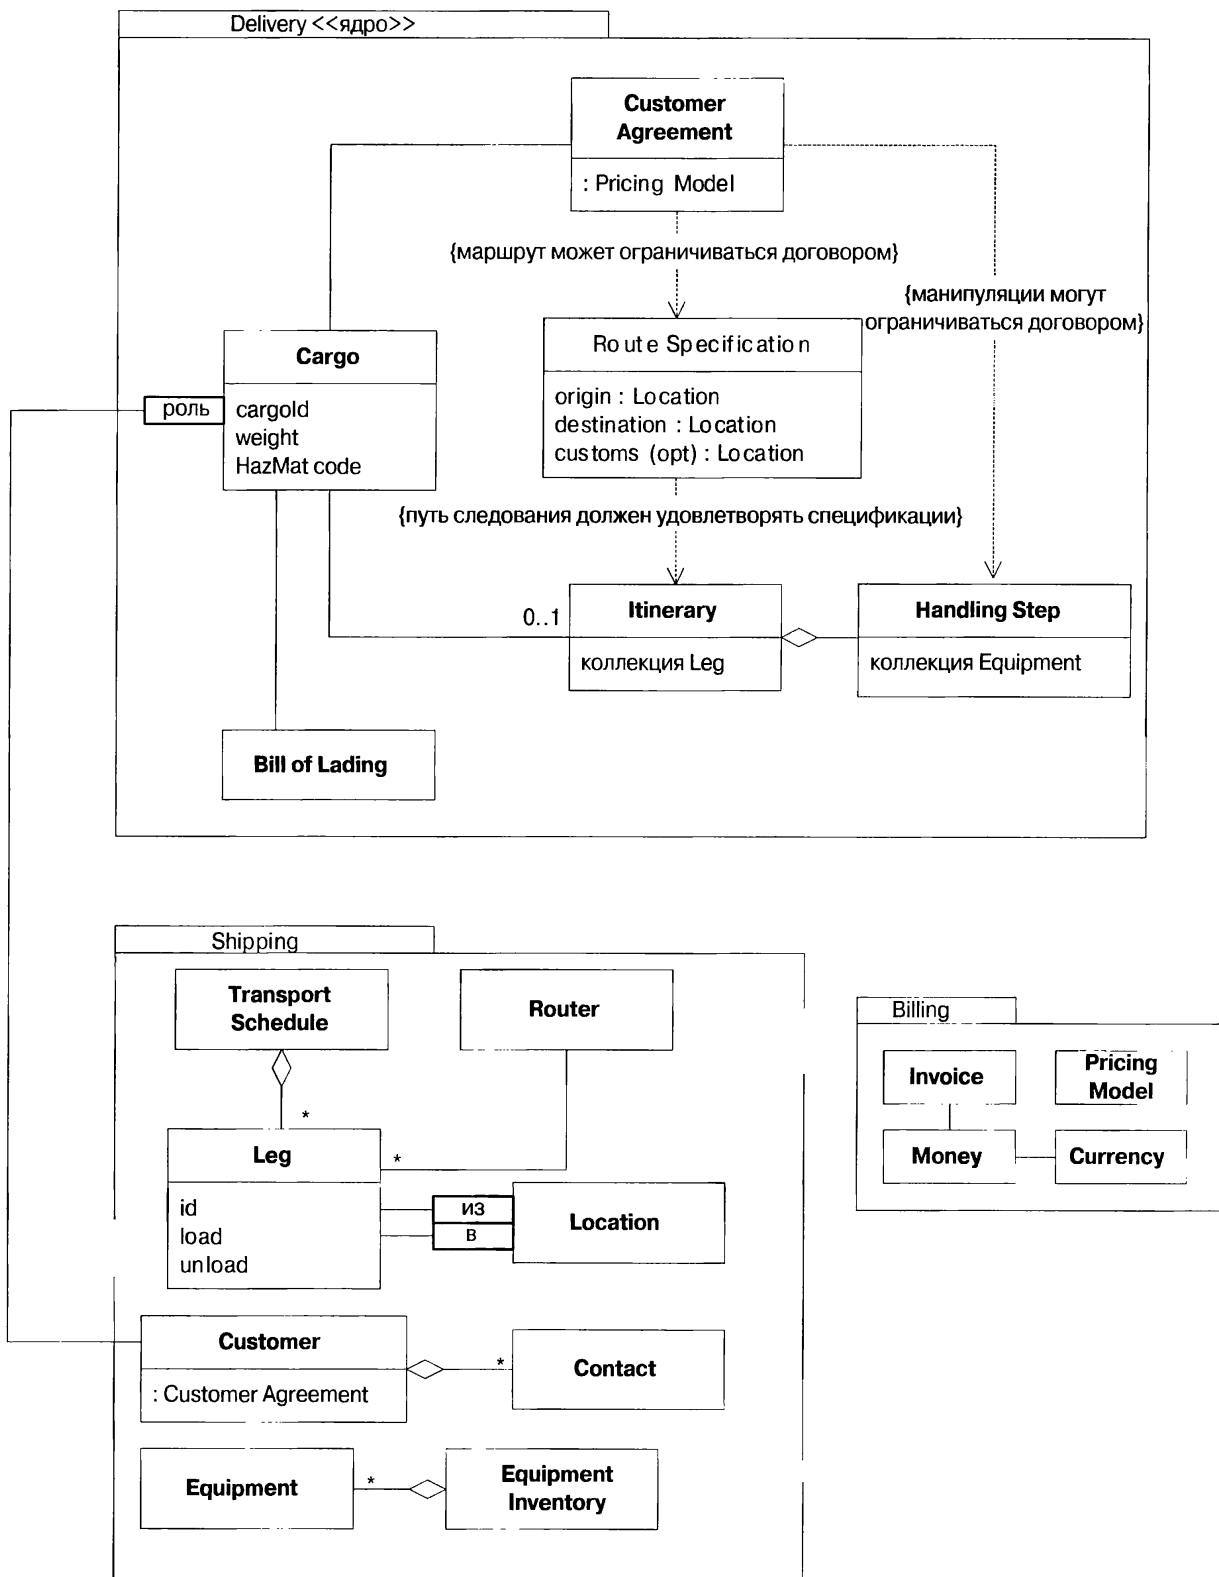 Delivery <<ядро>>
Customer
Agreement
: Pricing Model
{маршрут может ограничиваться договором}
{манипуляции могут
ограничиваться договором}
Cargo
роль
cargoId
weight
HazMat code
Route Specification
origin : Location
destination : Location
customs (opt) : Location
{путь следования должен удовлетворять спецификации}
0..1
Itinerary
коллекция Leg
Handling Step
коллекция Equipment
Bill of Lading
Shipping
Transport
Schedule
Router
*
Leg
*
id
load
unload
из
в
Location
Customer
: Customer Agreement
*
Contact
Equipment
*
Equipment
Inventory
Billing
Invoice
Pricing
Model
Money
Currency